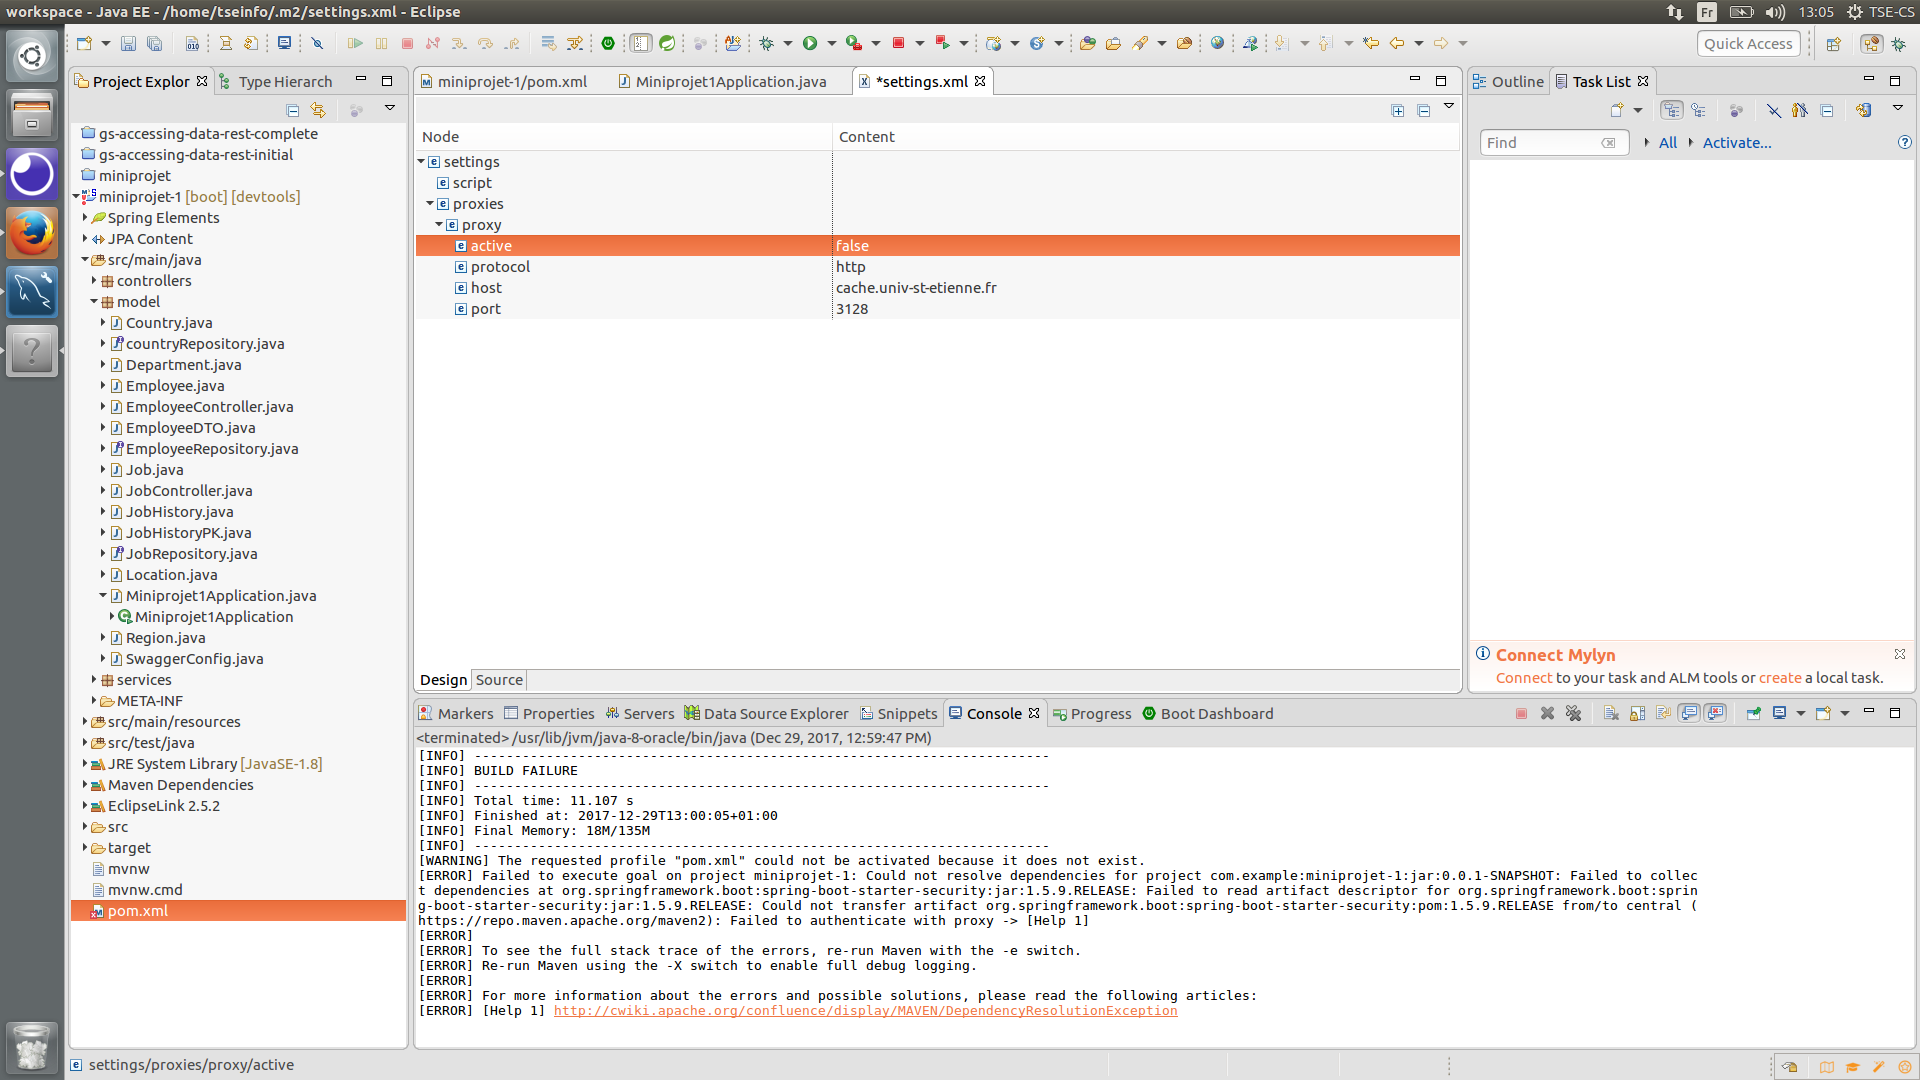 workspace - Java EE - /home/tseinfo/.m2/settings.xml - Eclipse
Fr
13:05
TSE-CS
Quick Access
Project Explor
Type Hierarch
gs-accessing-data-rest-complete
gs-accessing-data-rest-initial
miniprojet
miniprojet-1 [boot] [devtools]
Spring Elements
JPA Content
src/main/java
controllers
model
Country.java
countryRepository.java
Department.java
Employee.java
EmployeeController.java
EmployeeDTO.java
EmployeeRepository.java
Job.java
JobController.java
JobHistory.java
JobHistoryPK.java
JobRepository.java
Location.java
Miniprojet1Application.java
Miniprojet1Application
Region.java
SwaggerConfig.java
services
META-INF
src/main/resources
src/test/java
JRE System Library [JavaSE-1.8]
Maven Dependencies
EclipseLink 2.5.2
src
target
mvnw
mvnw.cmd
pom.xml
miniprojet-1/pom.xml
Miniprojet1Application.java
*settings.xml
Node
Content
settings
script
proxies
proxy
active false
protocol http
host cache.univ-st-etienne.fr
port 3128
Design
Source
Outline
Task List
Find
All
Activate...
Connect Mylyn
Connect to your task and ALM tools or create a local task.
Markers
Properties
Servers
Data Source Explorer
Snippets
Console
Progress
Boot Dashboard
<terminated> /usr/lib/jvm/java-8-oracle/bin/java (Dec 29, 2017, 12:59:47 PM)
[INFO] ------------------------------------------------------------------------
[INFO] BUILD FAILURE
[INFO] ------------------------------------------------------------------------
[INFO] Total time: 11.107 s
[INFO] Finished at: 2017-12-29T13:00:05+01:00
[INFO] Final Memory: 18M/135M
[INFO] ------------------------------------------------------------------------
[WARNING] The requested profile "pom.xml" could not be activated because it does not exist.
[ERROR] Failed to execute goal on project miniprojet-1: Could not resolve dependencies for project com.example:miniprojet-1:jar:0.0.1-SNAPSHOT: Failed to collec
t dependencies at org.springframework.boot:spring-boot-starter-security:jar:1.5.9.RELEASE: Failed to read artifact descriptor for org.springframework.boot:sprin
g-boot-starter-security:jar:1.5.9.RELEASE: Could not transfer artifact org.springframework.boot:spring-boot-starter-security:pom:1.5.9.RELEASE from/to central (
https://repo.maven.apache.org/maven2): Failed to authenticate with proxy -> [Help 1]
[ERROR]
[ERROR] To see the full stack trace of the errors, re-run Maven with the -e switch.
[ERROR] Re-run Maven using the -X switch to enable full debug logging.
[ERROR]
[ERROR] For more information about the errors and possible solutions, please read the following articles:
[ERROR] [Help 1] http://cwiki.apache.org/confluence/display/MAVEN/DependencyResolutionException
settings/proxies/proxy/active